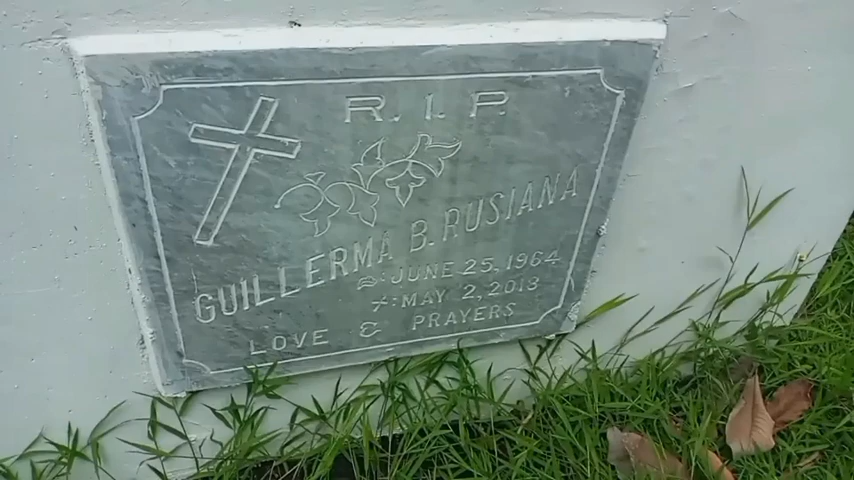 R. I. P.
GUILLERMA B. RUSIANA
JUNE 25, 1964
MAY 2, 2013
LOVE & PRAYERS